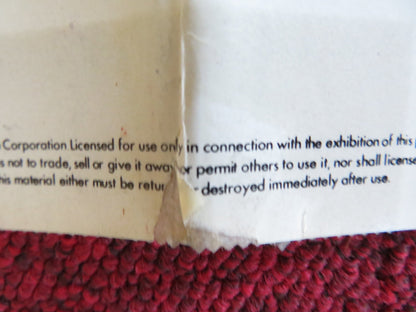 Corporation Licensed for use only in connection with the exhibition of this
s not to trade, sell or give it away or permit others to use it, nor shall license
his material either must be retur destroyed immediately after use.